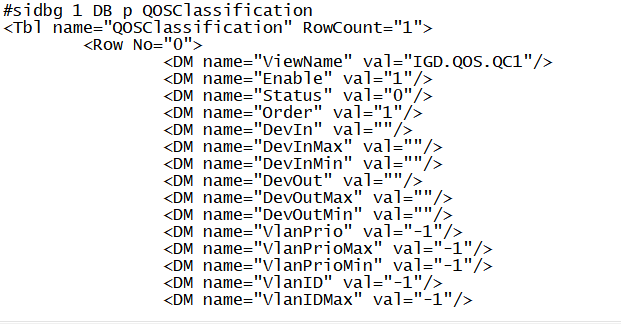 #sidbg 1 DB p QOSClassification
<Tbl name="QOSClassification" RowCount="1">
<Row No="0">
<DM name="ViewName" val="IGD.QOS.QC1"/>
<DM name="Enable" val="1"/>
<DM name="Status" val="0"/>
<DM name="Order" val="1"/>
<DM name="DevIn" val=""/>
<DM name="DevInMax" val=""/>
<DM name="DevInMin" val=""/>
<DM name="DevOut" val=""/>
<DM name="DevOutMax" val=""/>
<DM name="DevOutMin" val=""/>
<DM name="VlanPrio" val="-1"/>
<DM name="VlanPrioMax" val="-1"/>
<DM name="VlanPrioMin" val="-1"/>
<DM name="VlanID" val="-1"/>
<DM name="VlanIDMax" val="-1"/>